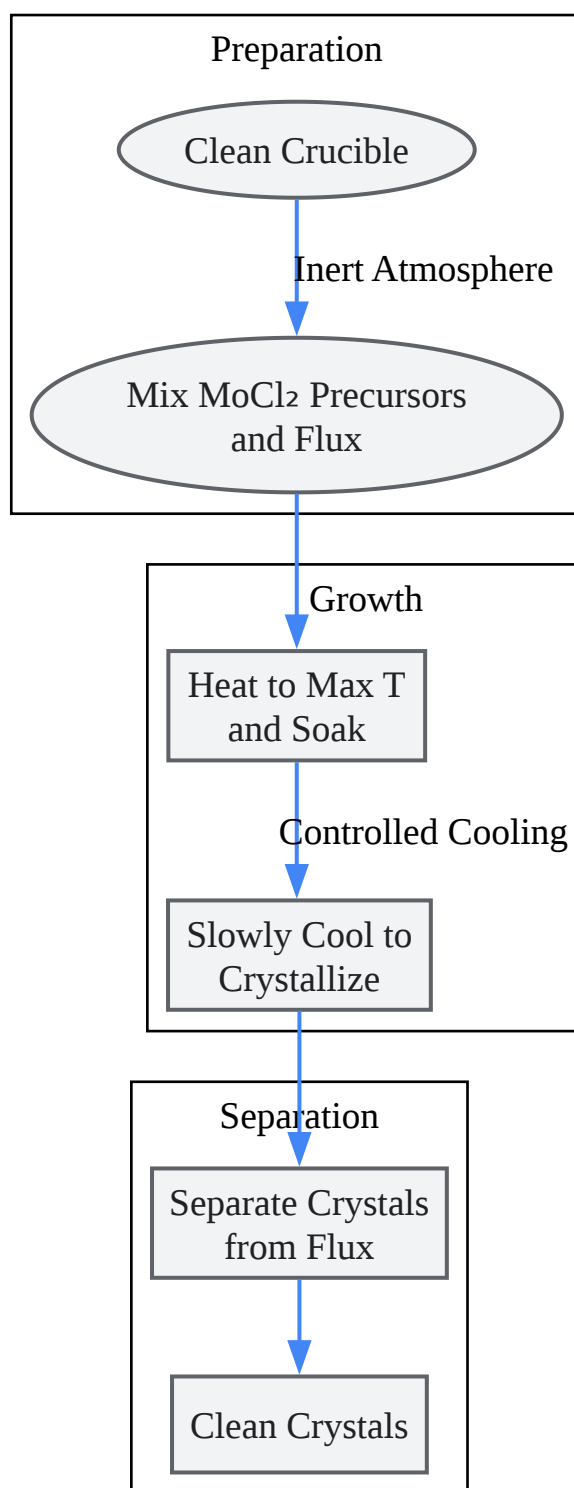 Preparation
Clean Crucible
Inert Atmosphere
Mix MoCl₂ Precursors
and Flux
Growth
Heat to Max T
and Soak
Controlled Cooling
Slowly Cool to
Crystallize
Separation
Separate Crystals
from Flux
Clean Crystals